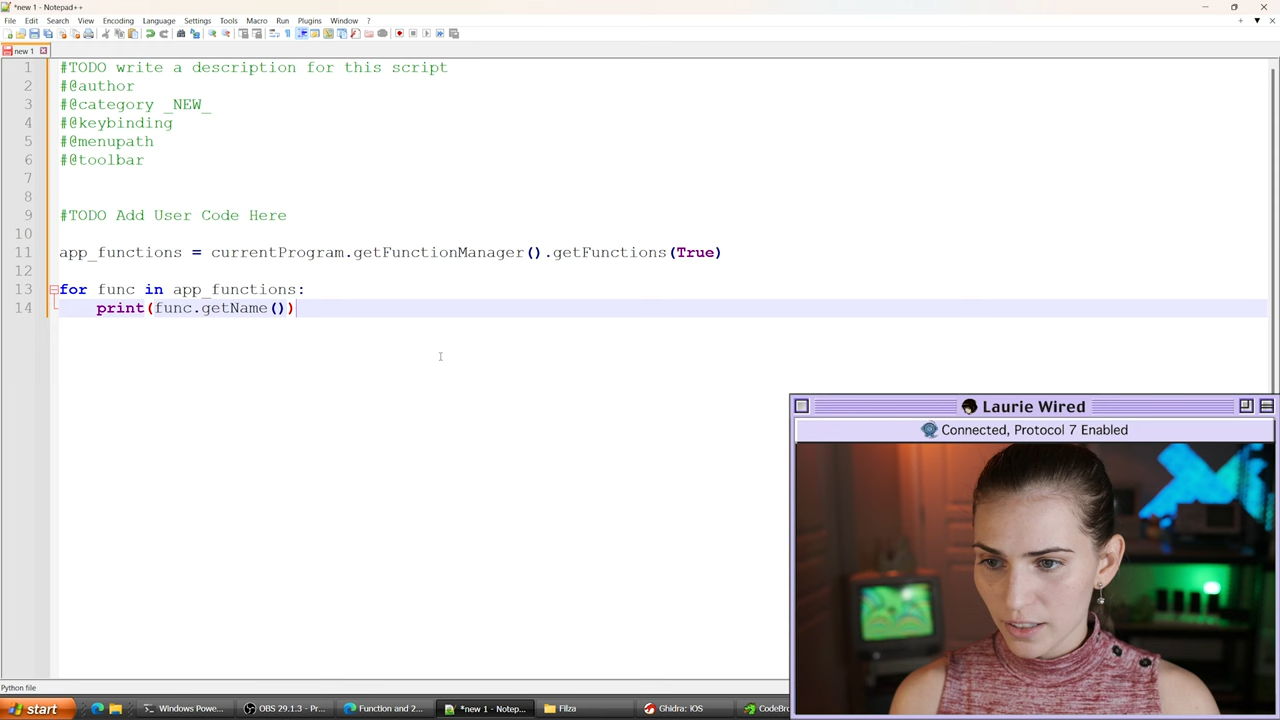 *new 1 - Notepad++
File Edit Search View Encoding Language Settings Tools Macro Run Plugins Window ?
new 1
1 #TODO write a description for this script
2 #@author
3 #@category _NEW_
4 #@keybinding
5 #@menupath
6 #@toolbar
7
8
9 #TODO Add User Code Here
10
11 app_functions = currentProgram.getFunctionManager().getFunctions(True)
12
13 for func in app_functions:
14 print(func.getName())
Laurie Wired
Connected, Protocol 7 Enabled
Python file
start
Windows Powe...
OBS 29.1.3 - Pr...
Function and 2...
*new 1 - Notep...
Filza
Ghidra: iOS
CodeBro